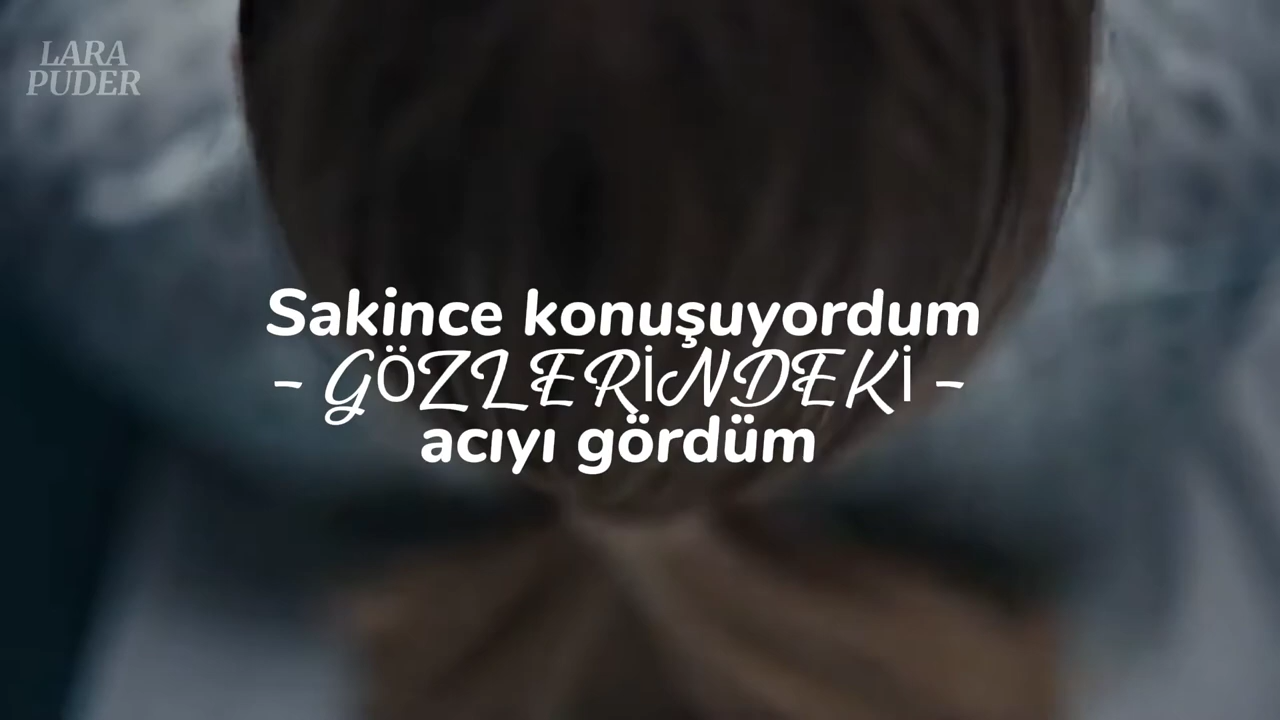 LARA
PUDER
Sakince konuşuyordum
- GÖZLERİNDEKİ -
acıyı gördüm